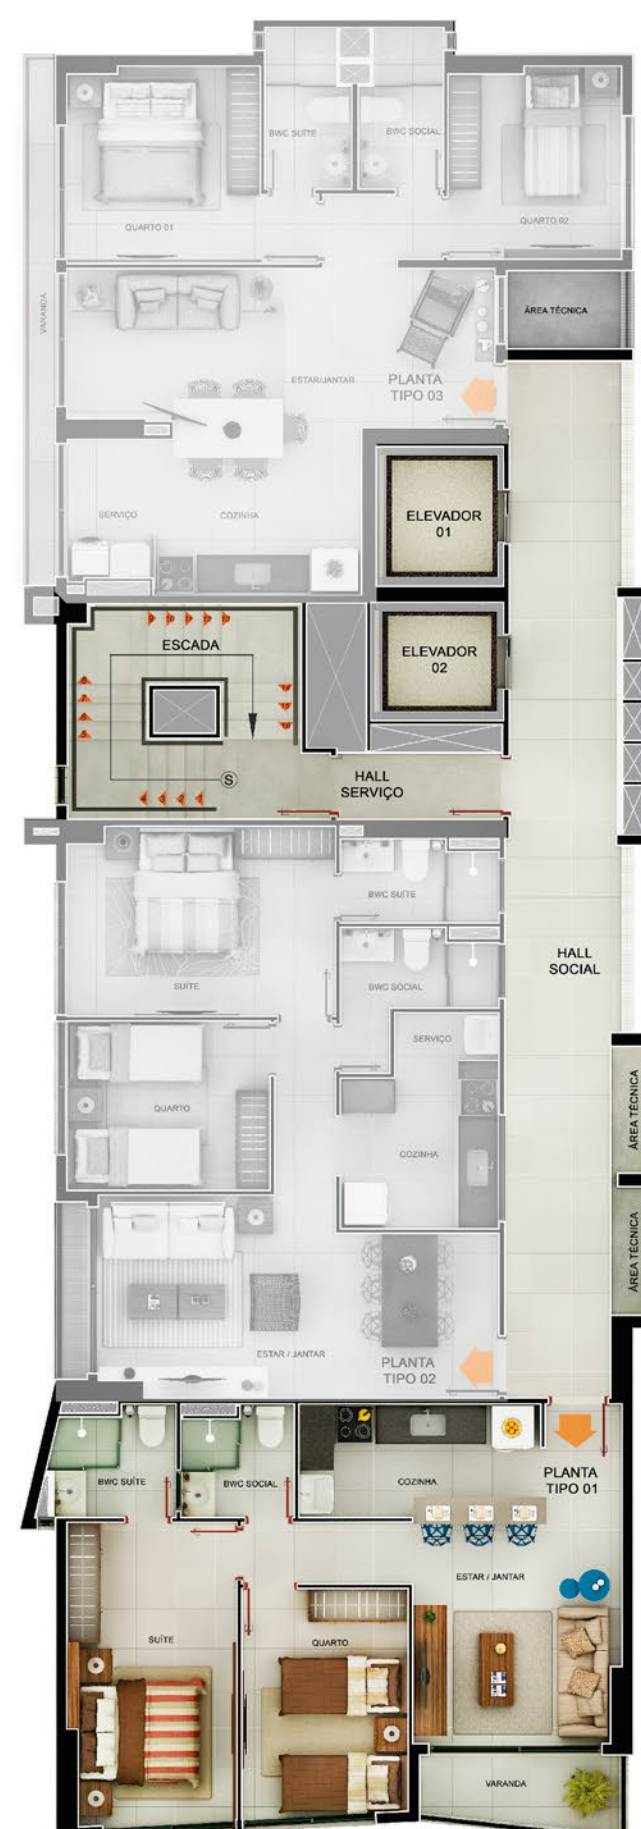 BWC SUÍTE
BWC SOCIAL
QUARTO 01
QUARTO 02
VARANDA
ÁREA TÉCNICA
ESTAR/JANTAR
PLANTA
TIPO 03
SERVIÇO
COZINHA
ELEVADOR
01
ESCADA
ELEVADOR
02
S
HALL
SERVIÇO
BWC SUÍTE
HALL
SOCIAL
SUÍTE
BWC SOCIAL
SERVIÇO
ÁREA TÉCNICA
QUARTO
COZINHA
ÁREA TÉCNICA
ESTAR / JANTAR
PLANTA
TIPO 02
BWC SUÍTE
BWC SOCIAL
COZINHA
PLANTA
TIPO 01
ESTAR / JANTAR
SUÍTE
QUARTO
VARANDA